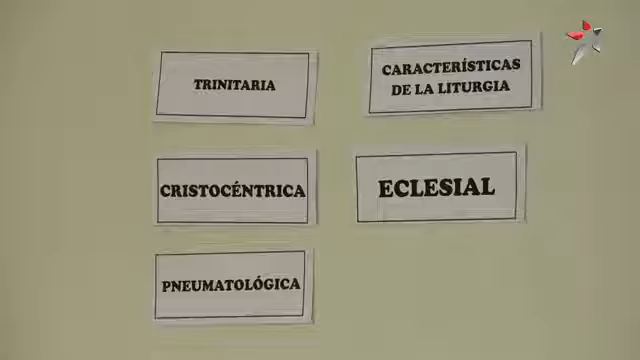 TRINITARIA
CARACTERÍSTICAS
DE LA LITURGIA
CRISTOCÉNTRICA
ECLESIAL
PNEUMATOLÓGICA